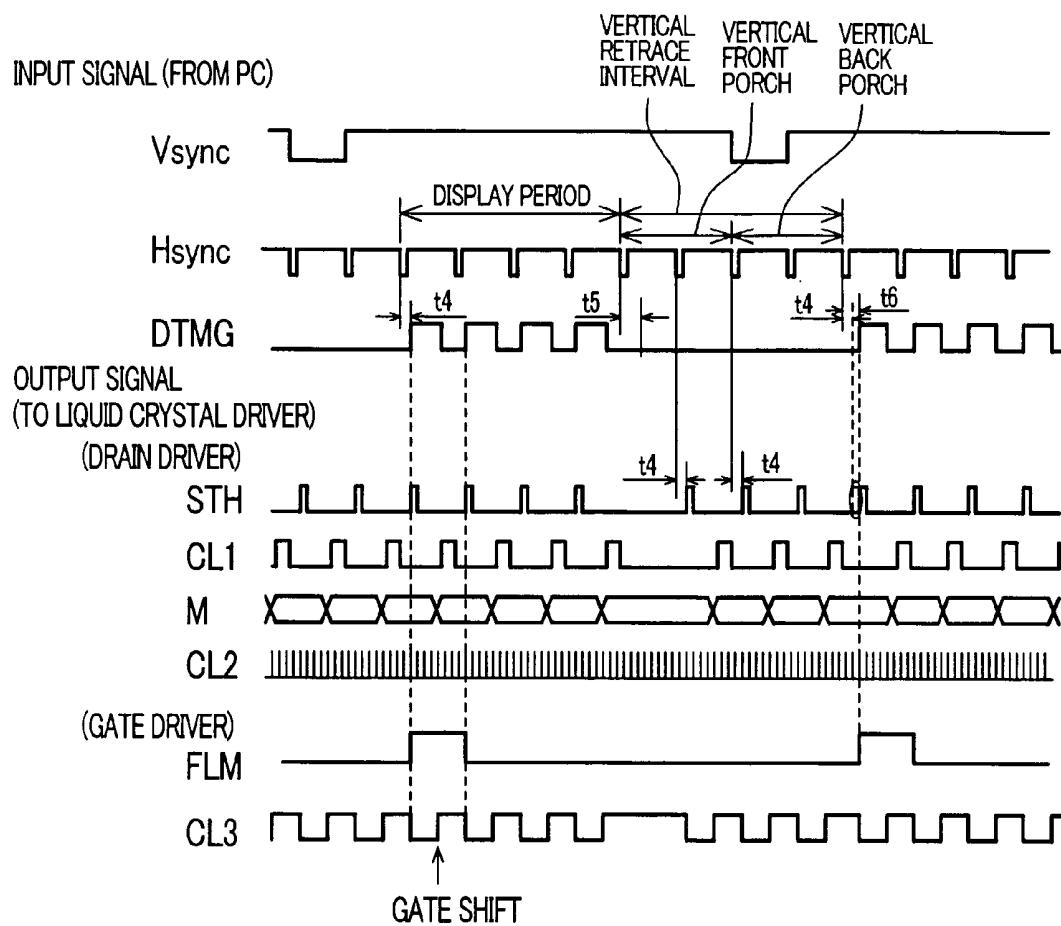 VERTICAL
RETRACE
INTERVAL
VERTICAL
FRONT
PORCH
VERTICAL
BACK
PORCH
INPUT SIGNAL (FROM PC)
Vsync
DISPLAY PERIOD
Hsync
t4
t5
t4
t6
DTMG
OUTPUT SIGNAL
(TO LIQUID CRYSTAL DRIVER)
(DRAIN DRIVER)
t4
t4
STH
CL1
M
CL2
(GATE DRIVER)
FLM
CL3
GATE SHIFT